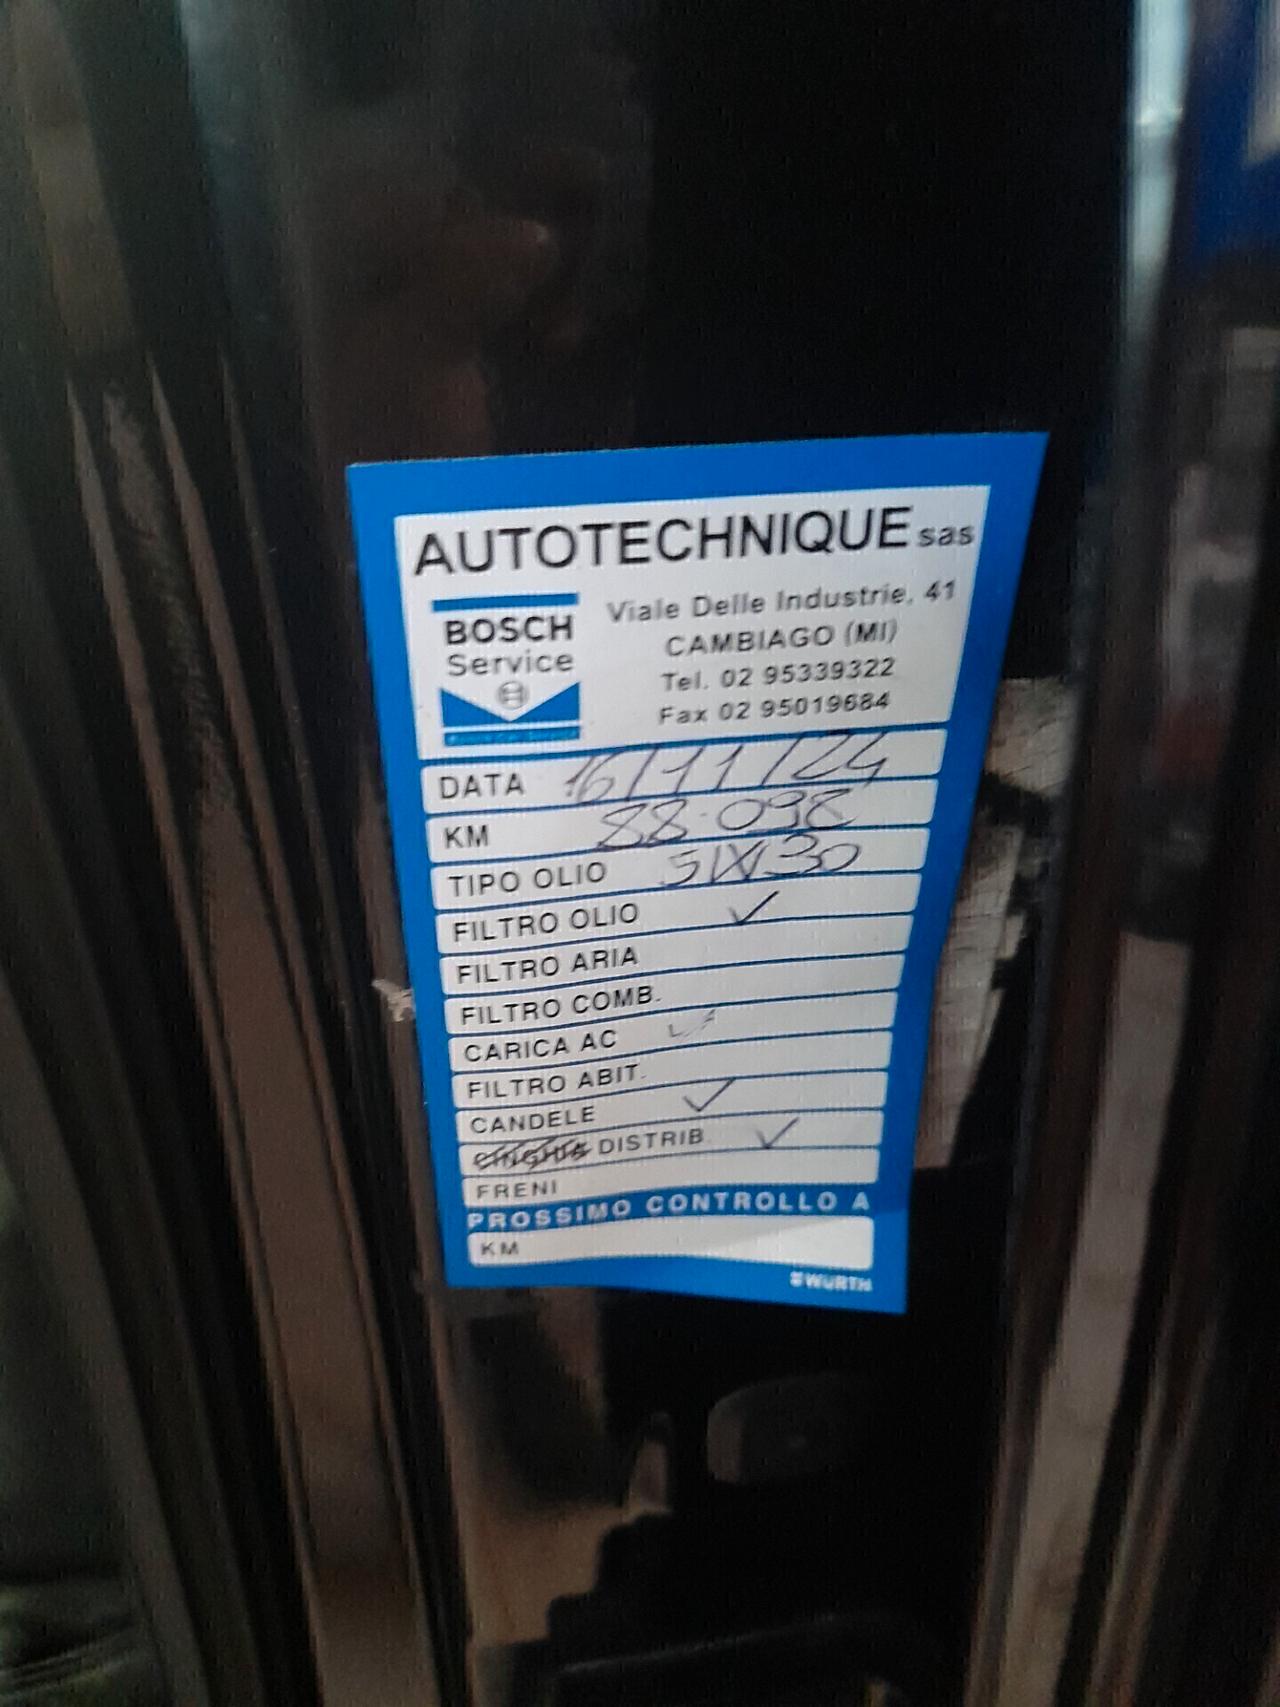 AUTOTECHNIQUE sas
BOSCH
Service
Viale Delle Industrie, 41
CAMBIAGO (MI)
Tel. 02 95339322
Fax 02 95019684
DATA 16/11/24
KM 88.098
TIPO OLIO 5W30
FILTRO OLIO ✓
FILTRO ARIA
FILTRO COMB.
CARICA AC ✓
FILTRO ABIT.
CANDELE ✓
CINGHIA DISTRIB. ✓
FRENI
PROSSIMO CONTROLLO A
KM
WÜRTH